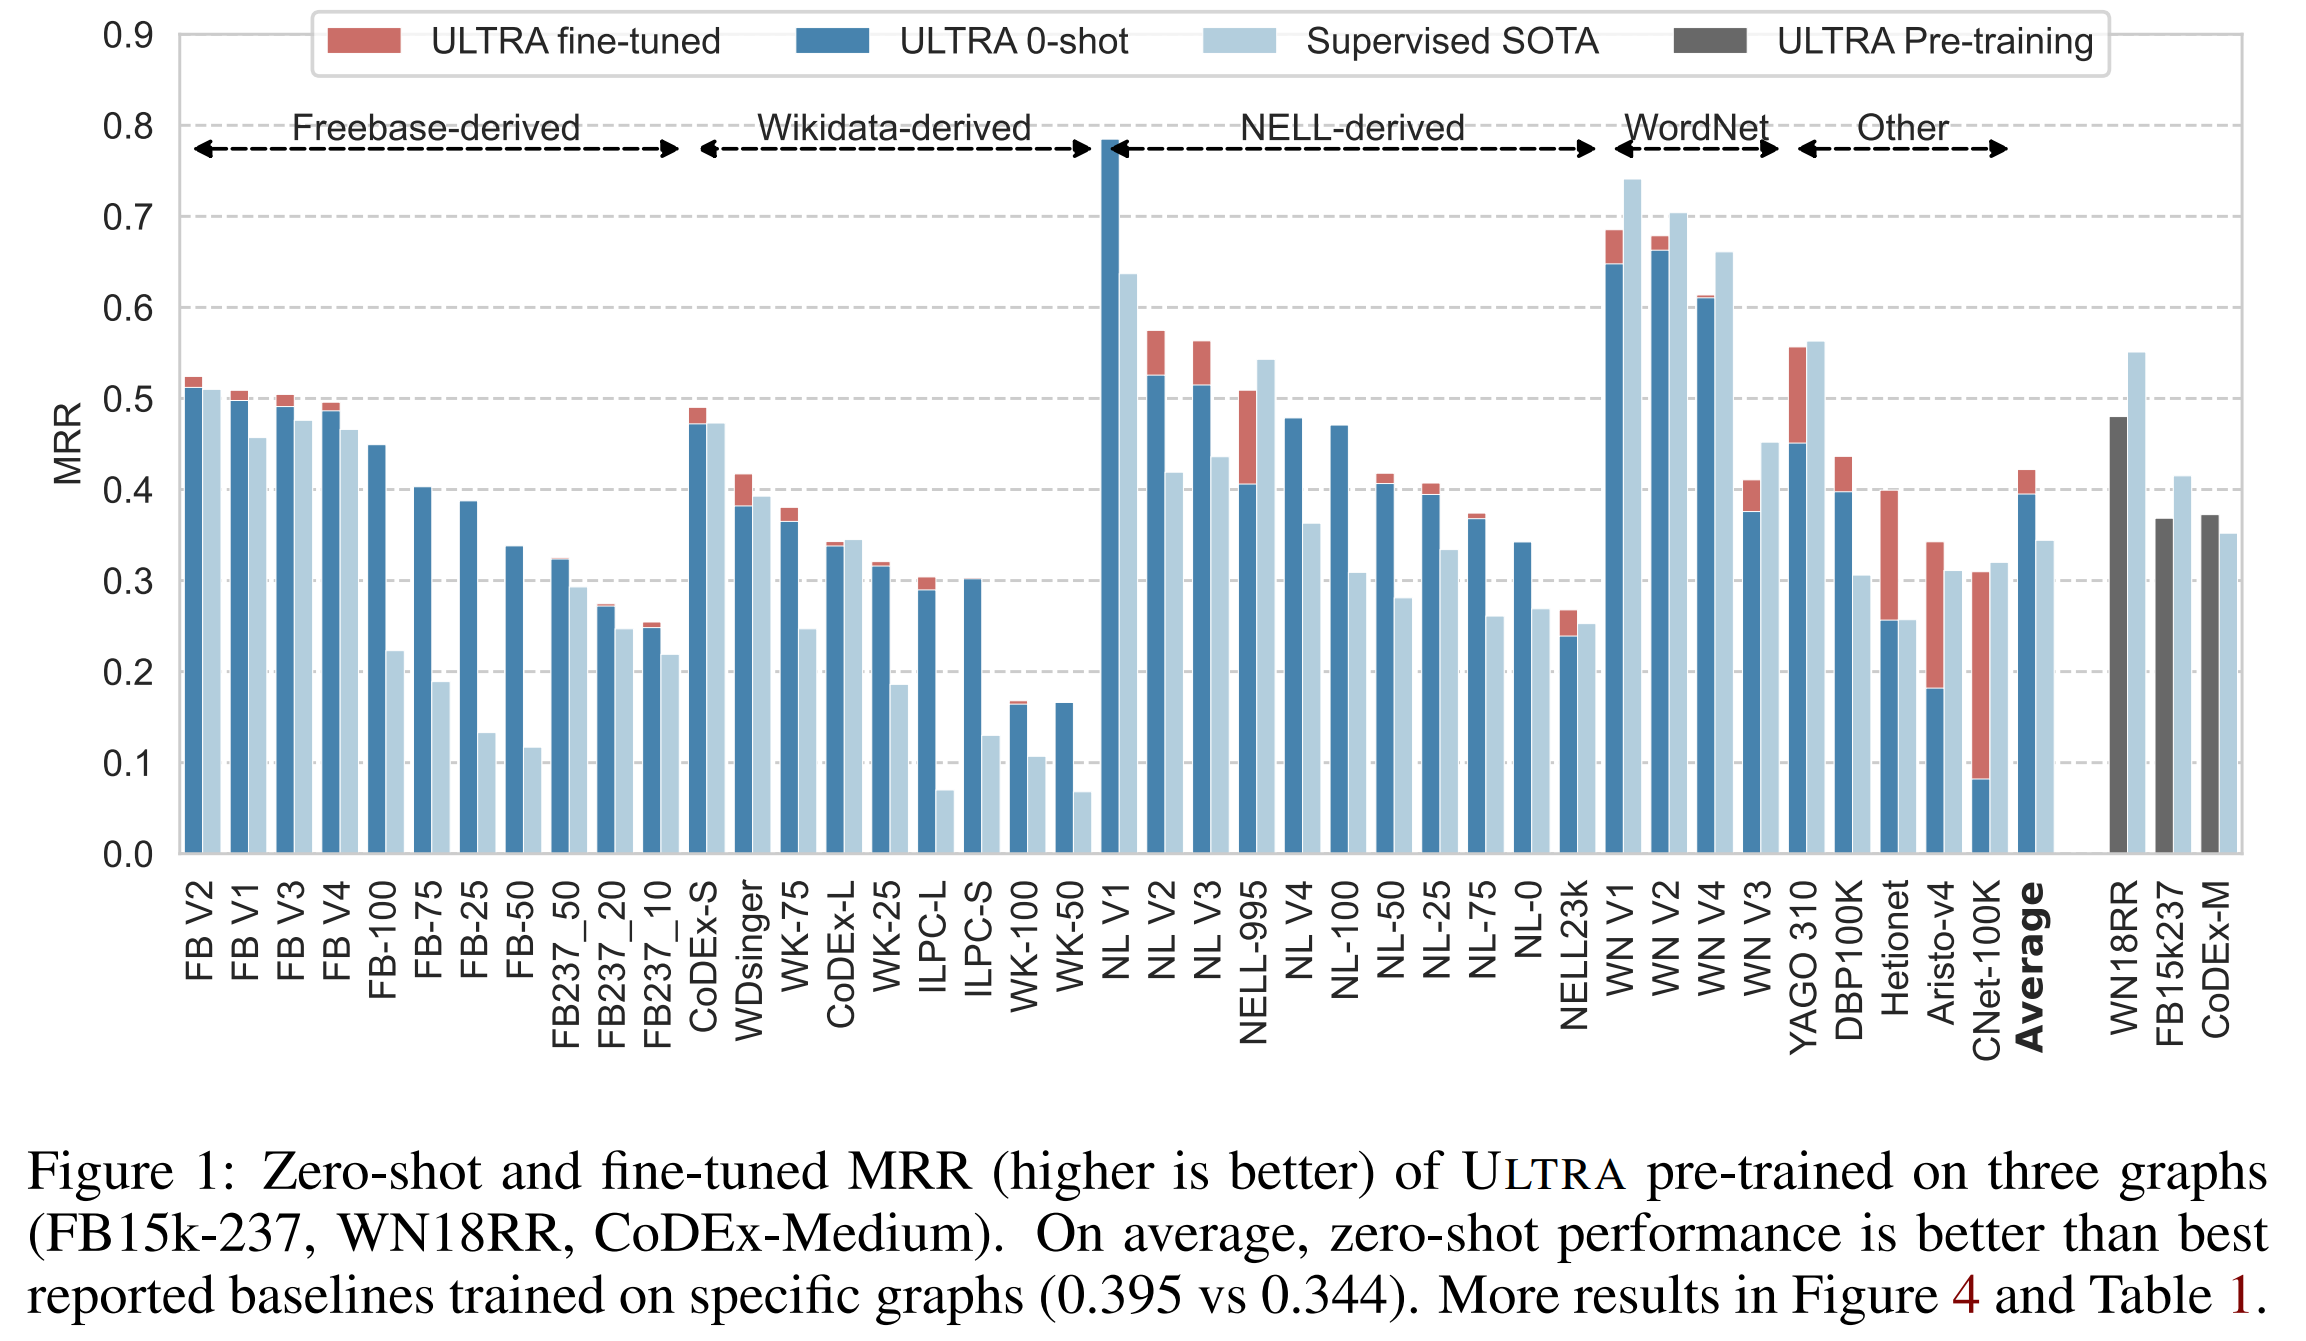 ULTRA fine-tuned ULTRA 0-shot Supervised SOTA ULTRA Pre-training
Freebase-derived Wikidata-derived NELL-derived WordNet Other
MRR
0.9
0.8
0.7
0.6
0.5
0.4
0.3
0.2
0.1
0.0
FB V2
FB V1
FB V3
FB V4
FB-100
FB-75
FB-25
FB-50
FB237_50
FB237_20
FB237_10
CoDEx-S
WDsinger
WK-75
CoDEx-L
WK-25
ILPC-L
ILPC-S
WK-100
WK-50
NL V1
NL V2
NL V3
NELL-995
NL V4
NL-100
NL-50
NL-25
NL-75
NL-0
NELL23k
WN V1
WN V2
WN V4
WN V3
YAGO 310
DBP100K
Hetionet
Aristo-v4
CNet-100K
Average
WN18RR
FB15k237
CoDEx-M
Figure 1: Zero-shot and fine-tuned MRR (higher is better) of ULTRA pre-trained on three graphs
(FB15k-237, WN18RR, CoDEx-Medium). On average, zero-shot performance is better than best
reported baselines trained on specific graphs (0.395 vs 0.344). More results in Figure 4 and Table 1.